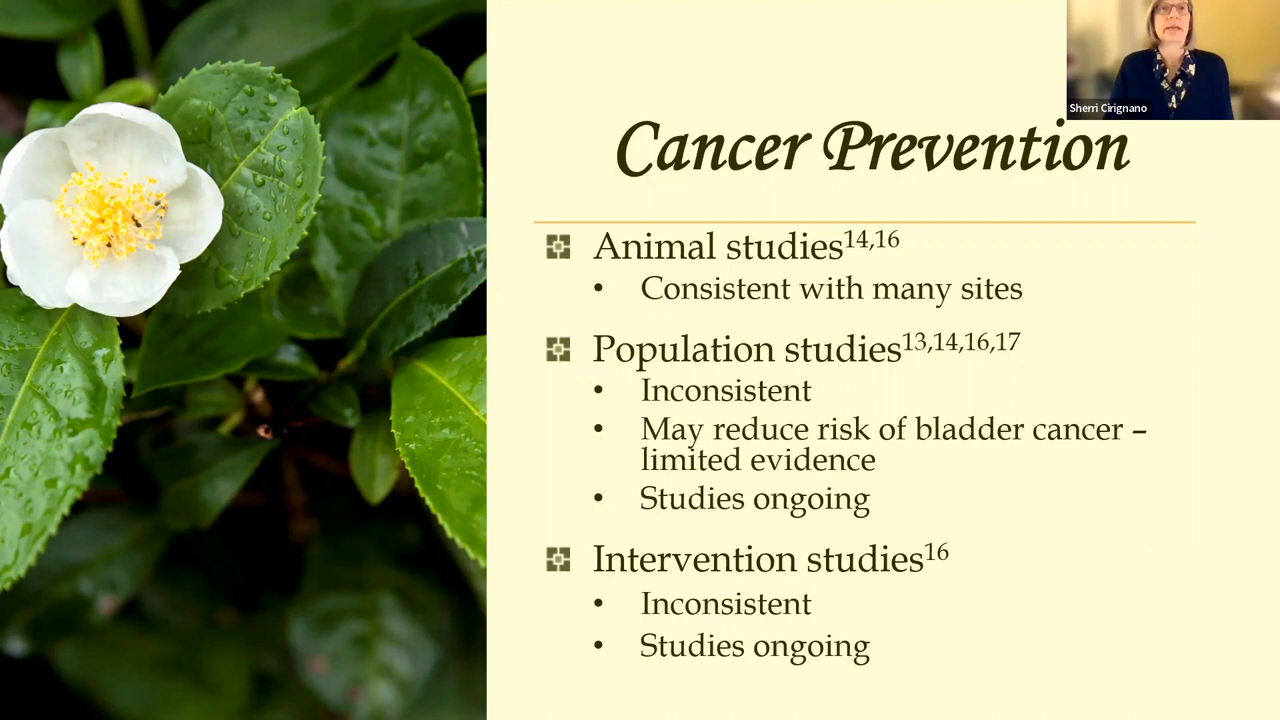 Sherri Cirignano
Cancer Prevention
Animal studies14,16
• Consistent with many sites
Population studies13,14,16,17
• Inconsistent
• May reduce risk of bladder cancer –
limited evidence
• Studies ongoing
Intervention studies16
• Inconsistent
• Studies ongoing